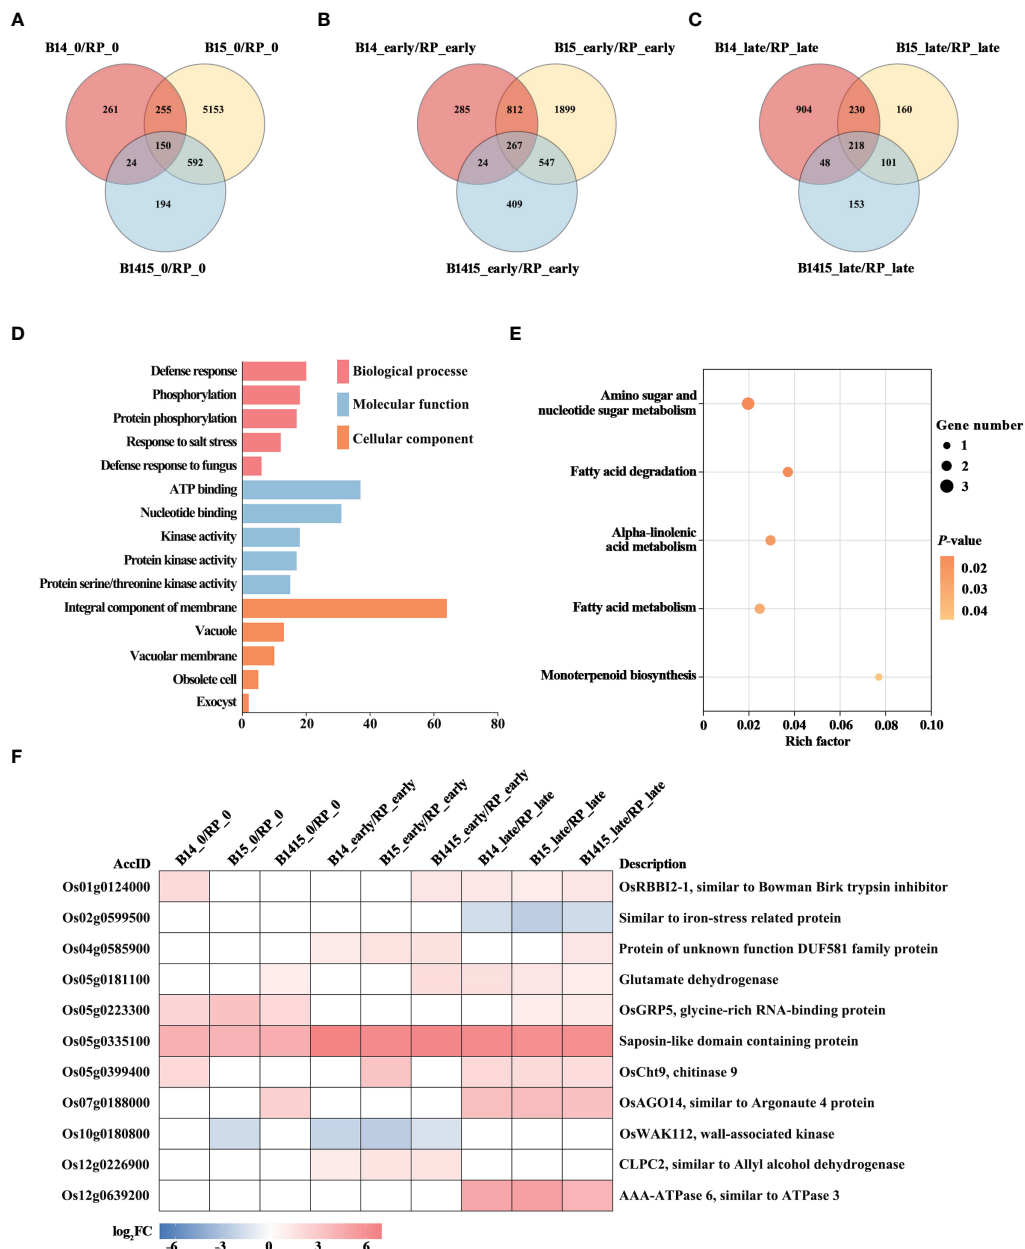 A
B
C
B14_0/RP_0
B15_0/RP_0
B14_early/RP_early
B15_early/RP_early
B14_late/RP_late
B15_late/RP_late
261
255
5153
150
24
592
194
285
812
1899
267
24
547
409
904
230
160
218
48
101
153
B1415_0/RP_0
B1415_early/RP_early
B1415_late/RP_late
D
Defense response
Phosphorylation
Protein phosphorylation
Response to salt stress
Defense response to fungus
ATP binding
Nucleotide binding
Kinase activity
Protein kinase activity
Protein serine/threonine kinase activity
Integral component of membrane
Vacuole
Vacuolar membrane
Obsolete cell
Exocyst
Biological processe
Molecular function
Cellular component
0 20 40 60 80
E
Amino sugar and
nucleotide sugar metabolism
Fatty acid degradation
Alpha-linolenic
acid metabolism
Fatty acid metabolism
Monoterpenoid biosynthesis
0 0.02 0.04 0.06 0.08 0.10
Rich factor
Gene number
1
2
3
P-value
0.02
0.03
0.04
F
B14_0/RP_0
B15_0/RP_0
B1415_0/RP_0
B14_early/RP_early
B15_early/RP_early
B1415_early/RP_early
B14_late/RP_late
B15_late/RP_late
B1415_late/RP_late
AccID Description
Os01g0124000 OsRBBI2-1, similar to Bowman Birk trypsin inhibitor
Os02g0599500 Similar to iron-stress related protein
Os04g0585900 Protein of unknown function DUF581 family protein
Os05g0181100 Glutamate dehydrogenase
Os05g0223300 OsGRP5, glycine-rich RNA-binding protein
Os05g0335100 Saposin-like domain containing protein
Os05g0399400 OsCht9, chitinase 9
Os07g0188000 OsAGO14, similar to Argonaute 4 protein
Os10g0180800 OsWAK112, wall-associated kinase
Os12g0226900 CLPC2, similar to Allyl alcohol dehydrogenase
Os12g0639200 AAA-ATPase 6, similar to ATPase 3
log₂FC
-6 -3 0 3 6